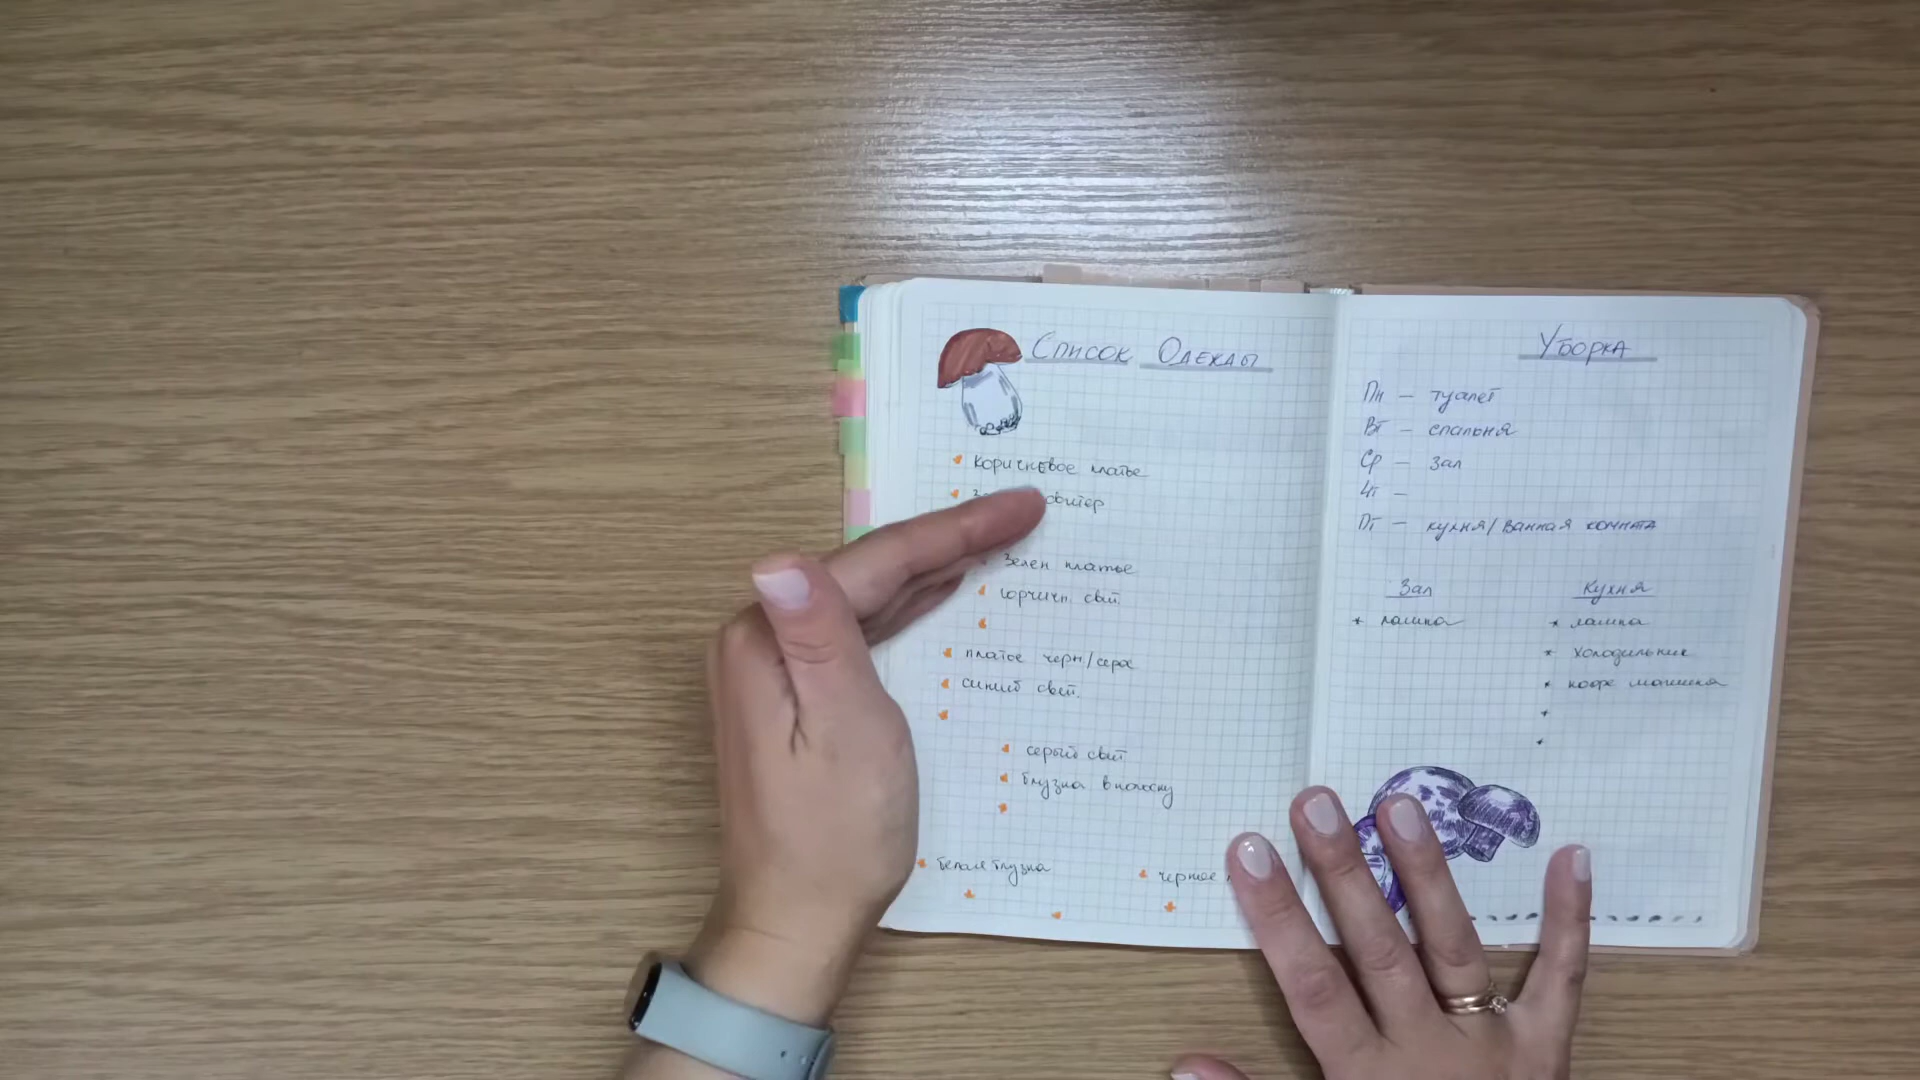 Список Одежды
коричневое платье
Зелен платье
горчичн. свит.
платье черн/серое
синий свит.
серый свит
блузка в полоску
белая блузка
черное
Уборка
Пн — туалет
Вт — спальня
Ср — зал
Чт —
Пт — кухня/ванная комната
Зал
Кухня
* лампа
* лампа
* холодильник
* кофе машина